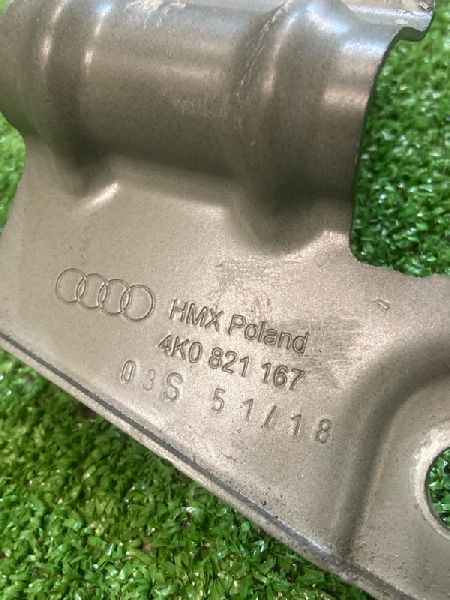 HMX Poland
4K0 821 167
03S 51/18